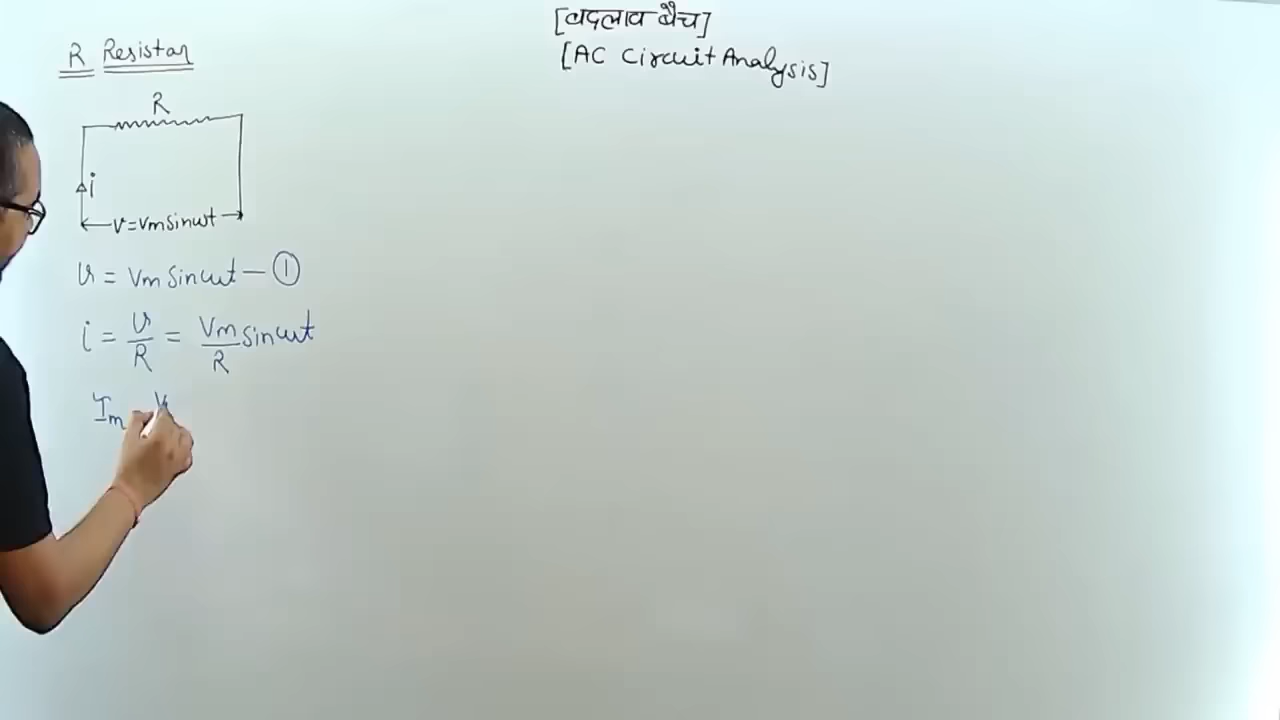 [बदलाव बैच]
[AC Circuit Analysis]
R Resistor
R
i
v=vmsinωt
v = vm sinωt — ①
i = v/R = Vm/R sinωt
Im = V